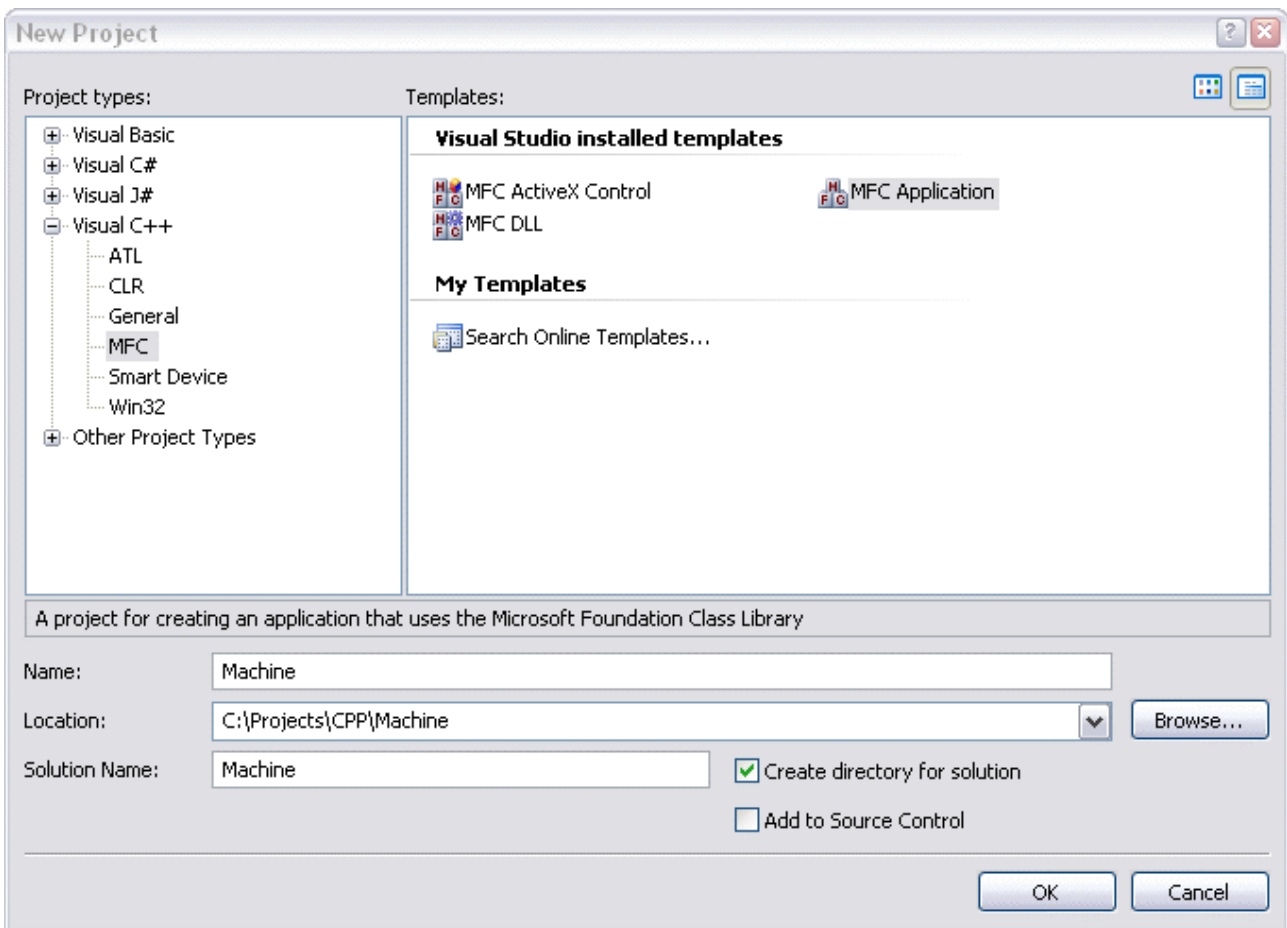 New Project
Project types:
Templates:
Visual Basic
Visual C#
Visual J#
Visual C++
ATL
CLR
General
MFC
Smart Device
Win32
Other Project Types
Visual Studio installed templates
MFC ActiveX Control
MFC Application
MFC DLL
My Templates
Search Online Templates...
A project for creating an application that uses the Microsoft Foundation Class Library
Name:
Machine
Location:
C:\Projects\CPP\Machine
Browse...
Solution Name:
Machine
Create directory for solution
Add to Source Control
OK
Cancel